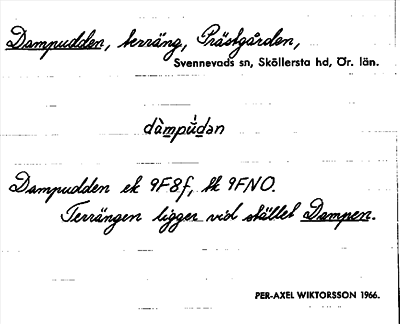 Dampudden, terräng, Prästgården,
Svennevads sn, Sköllersta hd, Ör. län.
dàmpùdən
Dampudden ek 9F8f, tk 9FNO.
Terrängen ligger vid stället Dampen.
PER-AXEL WIKTORSSON 1966.